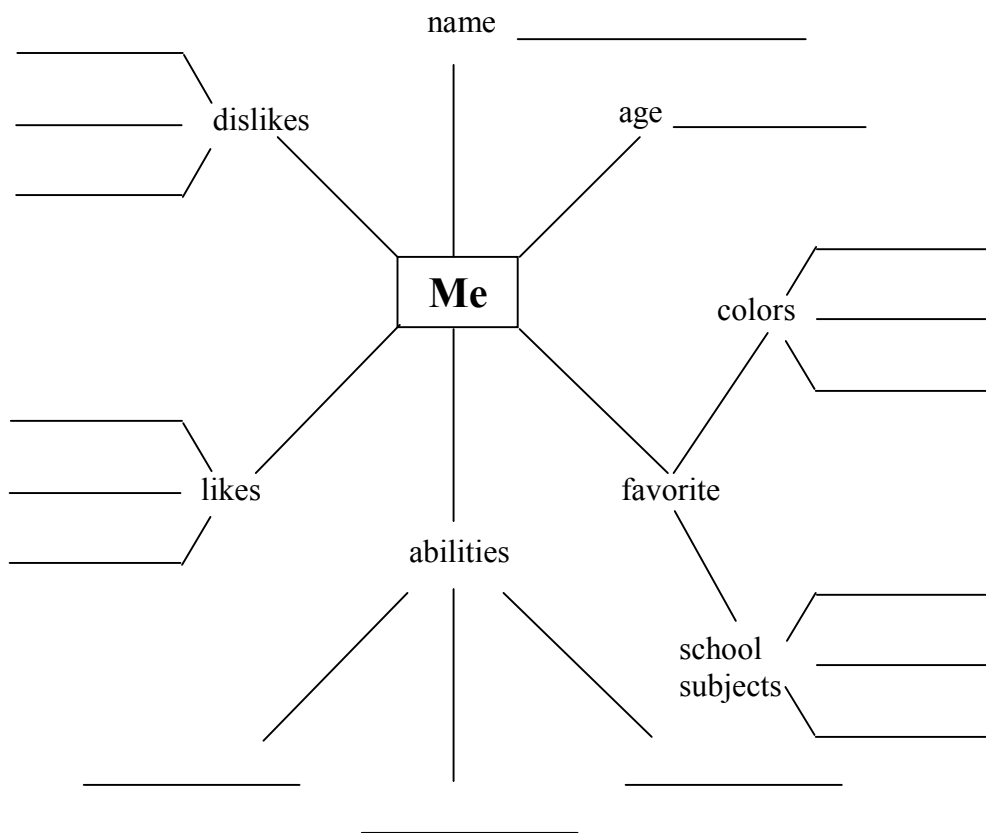 name
dislikes
age
Me
colors
likes
favorite
abilities
school
subjects